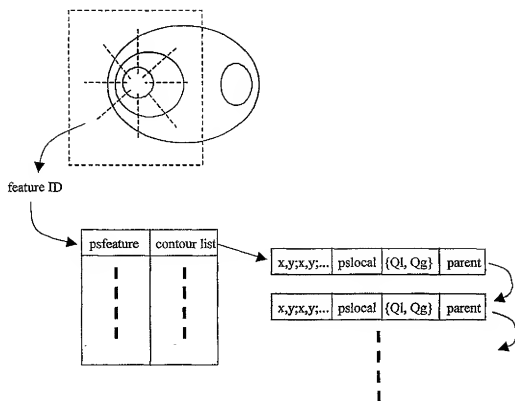 feature ID
psfeature contour list
x,y;x,y;... pslocal {Ql, Qg} parent
x,y;x,y;... pslocal {Ql, Qg} parent